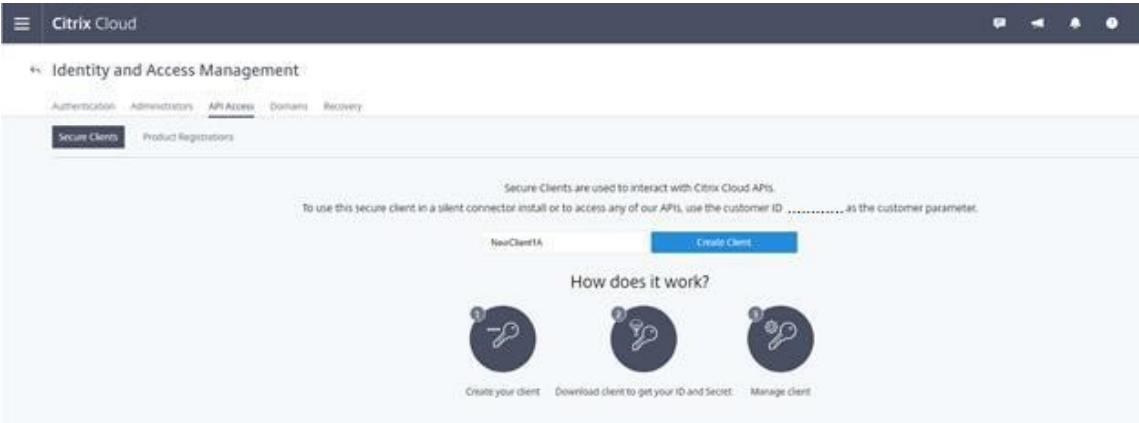 Citrix Cloud
Identity and Access Management
Authentication Administrators API Access Domains Recovery
Secure Clients Product Registrations
Secure Clients are used to interact with Citrix Cloud APIs.
To use this secure client in a silent connector install or to access any of our APIs, use the customer ID ............. as the customer parameter.
NewClient1A Create Client
How does it work?
1 2 3
Create your client Download client to get your ID and Secret Manage client